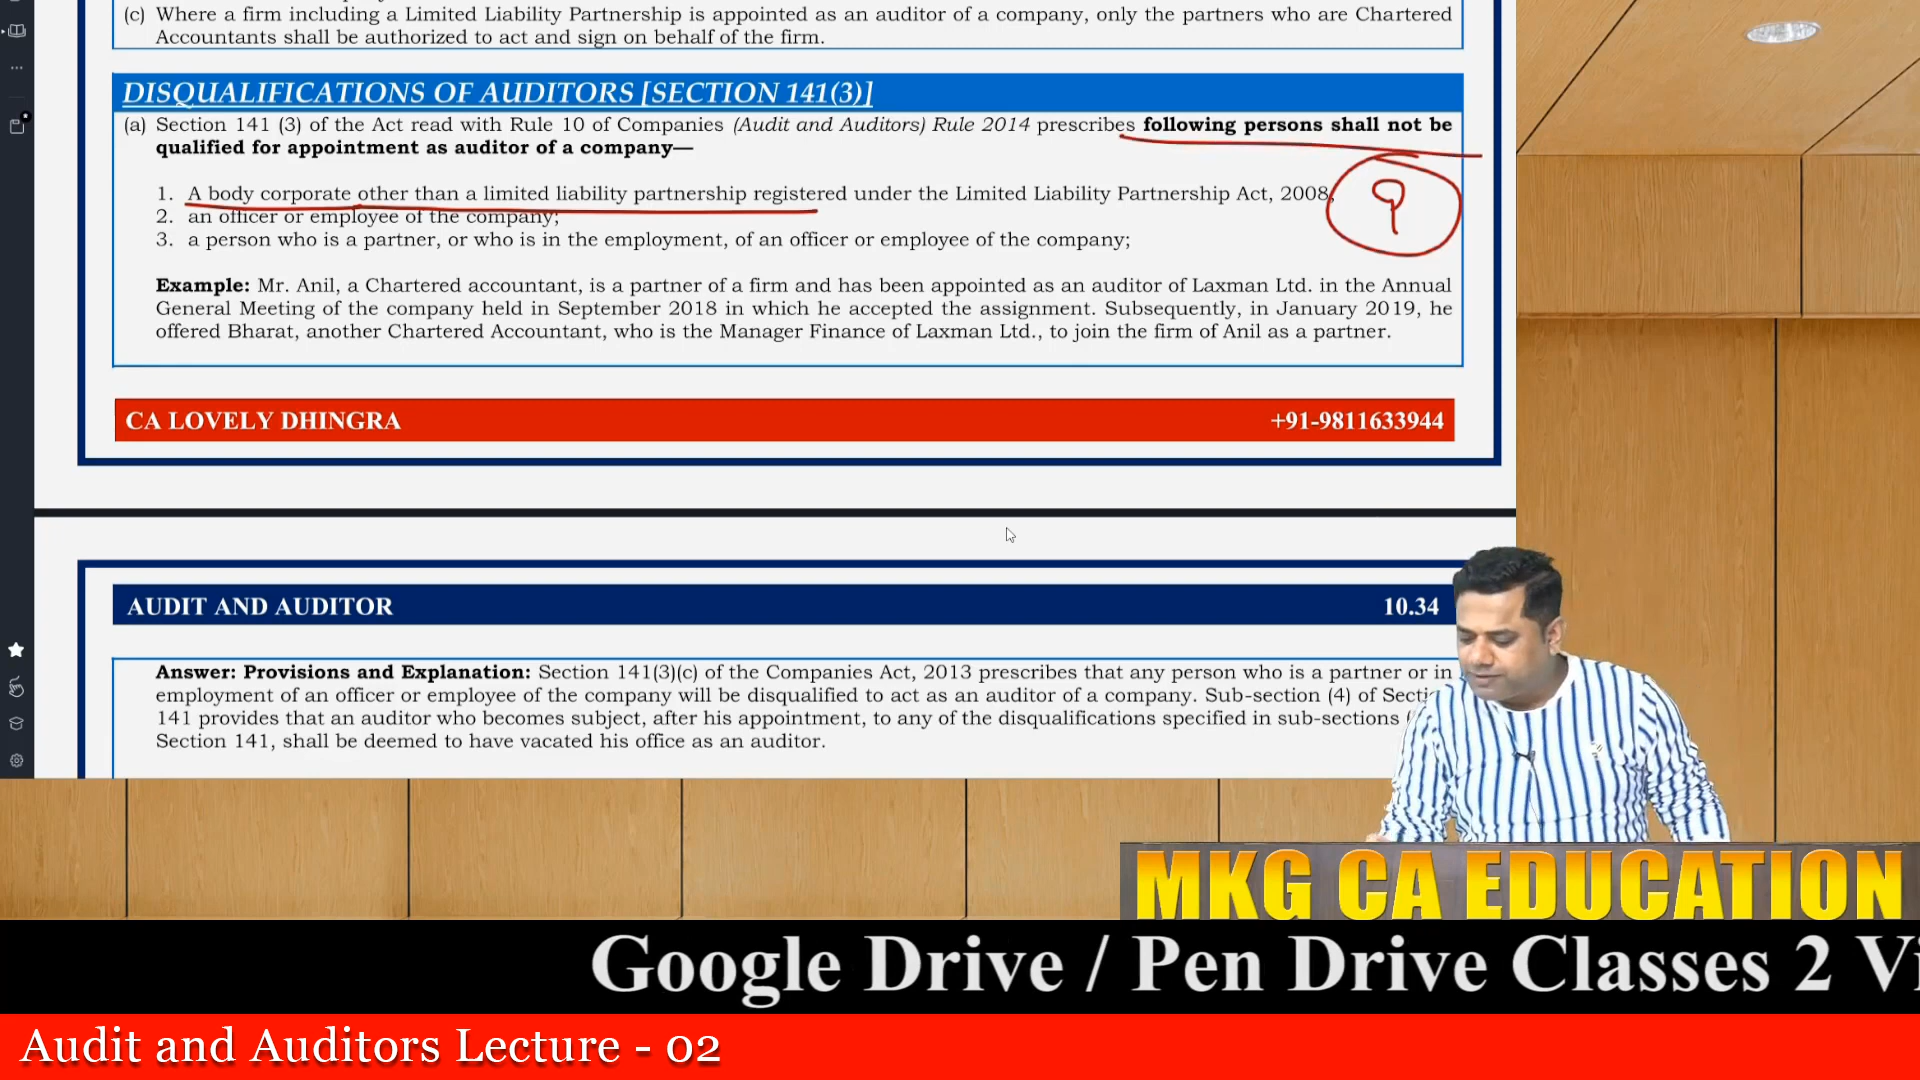 (c) Where a firm including a Limited Liability Partnership is appointed as an auditor of a company, only the partners who are Chartered
Accountants shall be authorized to act and sign on behalf of the firm.
DISQUALIFICATIONS OF AUDITORS [SECTION 141(3)]
(a) Section 141 (3) of the Act read with Rule 10 of Companies (Audit and Auditors) Rule 2014 prescribes following persons shall not be
qualified for appointment as auditor of a company—
1. A body corporate other than a limited liability partnership registered under the Limited Liability Partnership Act, 2008;
9
2. an officer or employee of the company;
3. a person who is a partner, or who is in the employment, of an officer or employee of the company;
Example: Mr. Anil, a Chartered accountant, is a partner of a firm and has been appointed as an auditor of Laxman Ltd. in the Annual
General Meeting of the company held in September 2018 in which he accepted the assignment. Subsequently, in January 2019, he
offered Bharat, another Chartered Accountant, who is the Manager Finance of Laxman Ltd., to join the firm of Anil as a partner.
CA LOVELY DHINGRA +91-9811633944
AUDIT AND AUDITOR 10.34
Answer: Provisions and Explanation: Section 141(3)(c) of the Companies Act, 2013 prescribes that any person who is a partner or in
employment of an officer or employee of the company will be disqualified to act as an auditor of a company. Sub-section (4) of
141 provides that an auditor who becomes subject, after his appointment, to any of the disqualifications specified in sub-sections
Section 141, shall be deemed to have vacated his office as an auditor.
MKG CA EDUCATION
Google Drive / Pen Drive Classes 2
Audit and Auditors Lecture - 02